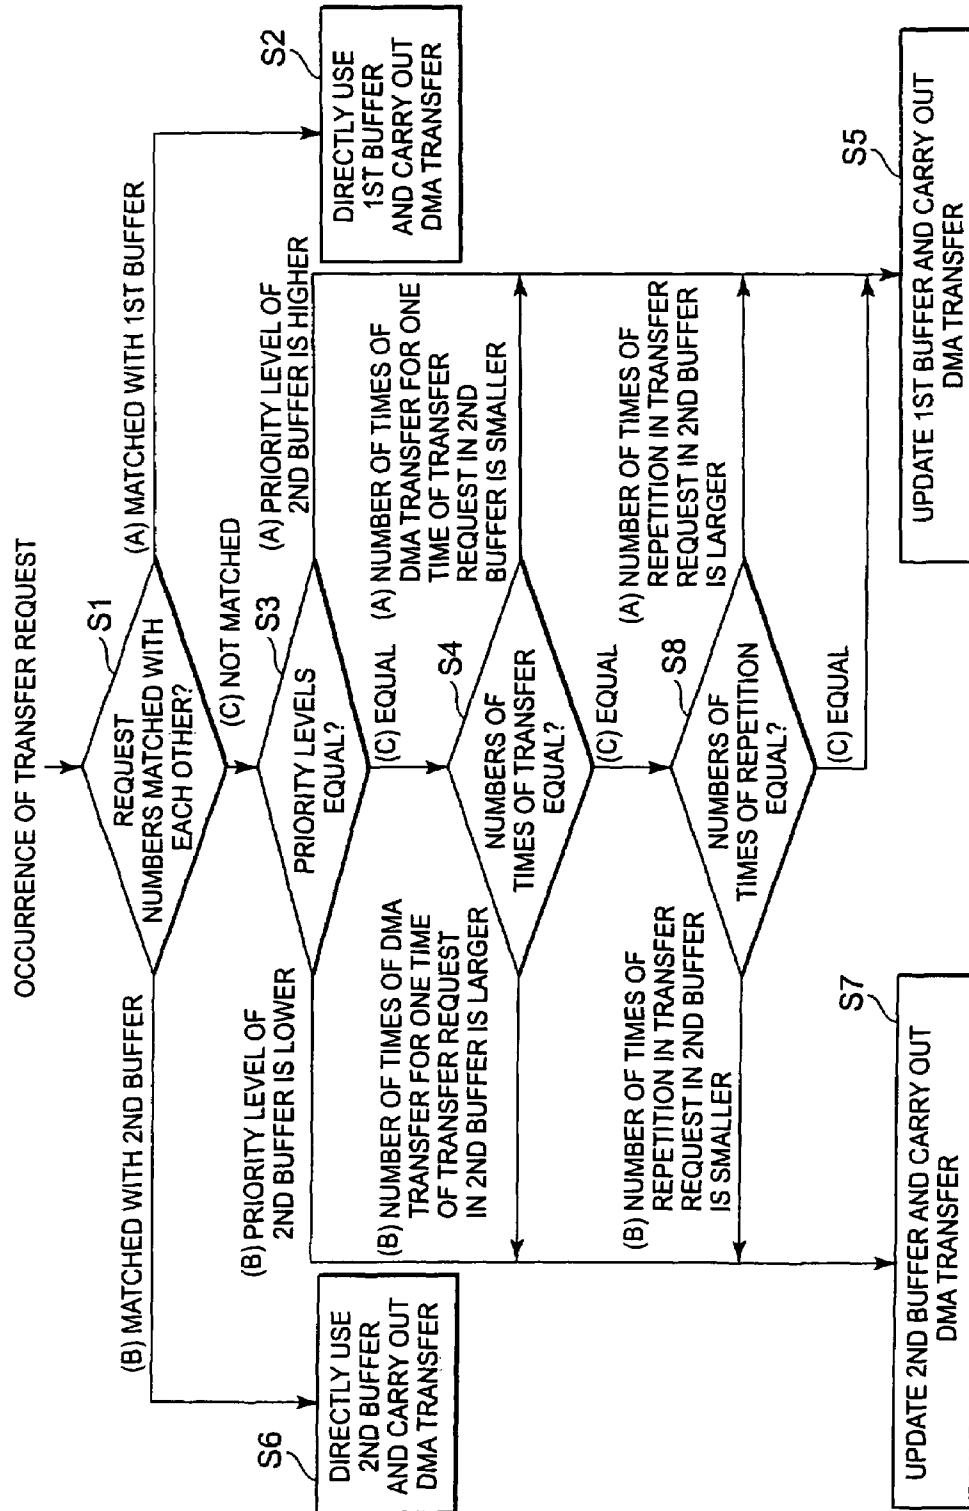 OCCURRENCE OF TRANSFER REQUEST
S1
REQUEST
NUMBERS MATCHED WITH
EACH OTHER?
(A) MATCHED WITH 1ST BUFFER
(B) MATCHED WITH 2ND BUFFER
(C) NOT MATCHED
S2
DIRECTLY USE
1ST BUFFER
AND CARRY OUT
DMA TRANSFER
S6
DIRECTLY USE
2ND BUFFER
AND CARRY OUT
DMA TRANSFER
S3
PRIORITY LEVELS
EQUAL?
(A) PRIORITY LEVEL OF
2ND BUFFER IS HIGHER
(B) PRIORITY LEVEL OF
2ND BUFFER IS LOWER
(C) EQUAL
S4
NUMBERS OF
TIMES OF TRANSFER
EQUAL?
(A) NUMBER OF TIMES OF
DMA TRANSFER FOR ONE
TIME OF TRANSFER
REQUEST IN 2ND
BUFFER IS SMALLER
(B) NUMBER OF TIMES OF DMA
TRANSFER FOR ONE TIME
OF TRANSFER REQUEST
IN 2ND BUFFER IS LARGER
(C) EQUAL
S8
NUMBERS OF
TIMES OF REPETITION
EQUAL?
(A) NUMBER OF TIMES OF
REPETITION IN TRANSFER
REQUEST IN 2ND BUFFER
IS LARGER
(B) NUMBER OF TIMES OF
REPETITION IN TRANSFER
REQUEST IN 2ND BUFFER
IS SMALLER
(C) EQUAL
S5
UPDATE 1ST BUFFER AND CARRY OUT
DMA TRANSFER
S7
UPDATE 2ND BUFFER AND CARRY OUT
DMA TRANSFER